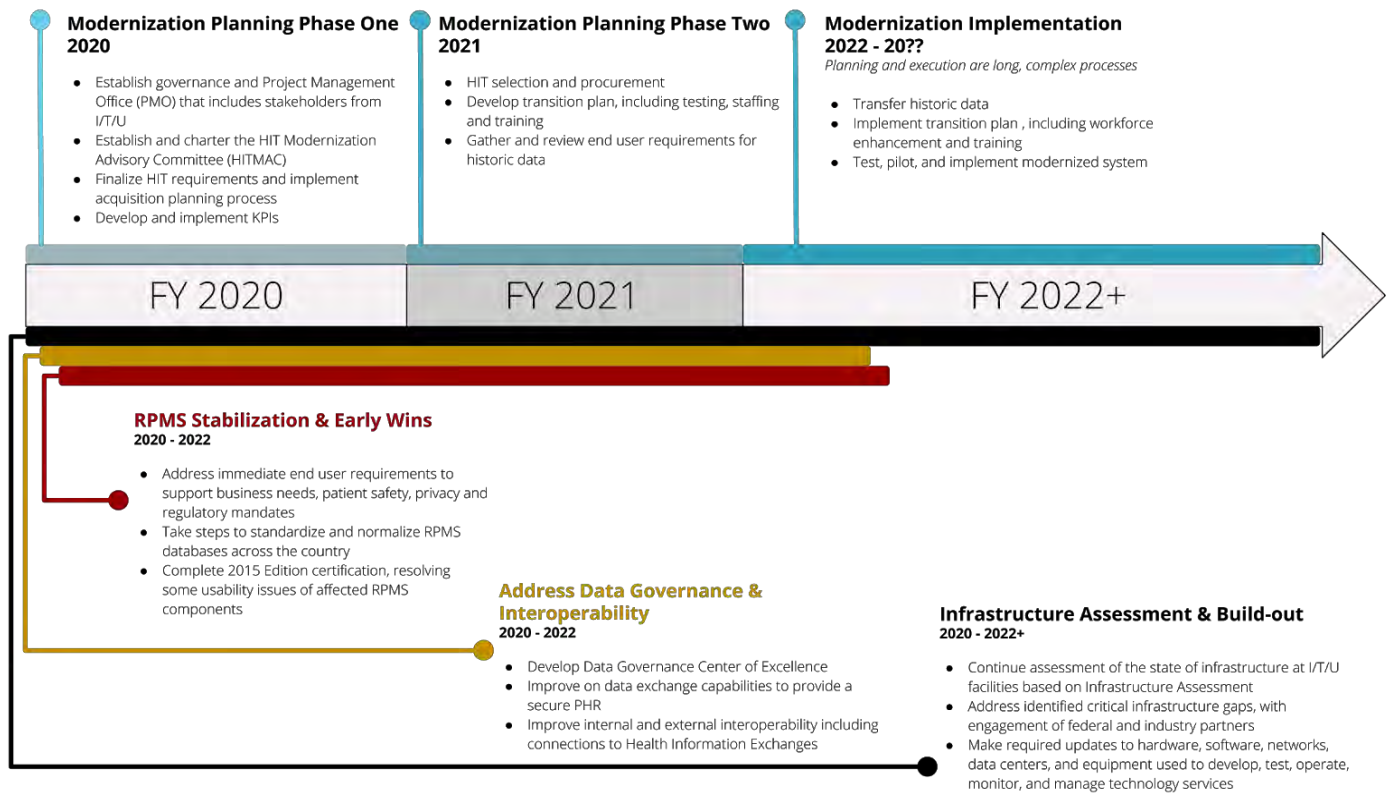 Modernization Planning Phase One
2020
● Establish governance and Project Management
Office (PMO) that includes stakeholders from
I/T/U
● Establish and charter the HIT Modernization
Advisory Committee (HITMAC)
● Finalize HIT requirements and implement
acquisition planning process
● Develop and implement KPIs
Modernization Planning Phase Two
2021
● HIT selection and procurement
● Develop transition plan, including testing, staffing
and training
● Gather and review end user requirements for
historic data
Modernization Implementation
2022 - 20??
Planning and execution are long, complex processes
● Transfer historic data
● Implement transition plan , including workforce
enhancement and training
● Test, pilot, and implement modernized system
FY 2020
FY 2021
FY 2022+
RPMS Stabilization & Early Wins
2020 - 2022
● Address immediate end user requirements to
support business needs, patient safety, privacy and
regulatory mandates
● Take steps to standardize and normalize RPMS
databases across the country
● Complete 2015 Edition certification, resolving
some usability issues of affected RPMS
components
Address Data Governance &
Interoperability
2020 - 2022
● Develop Data Governance Center of Excellence
● Improve on data exchange capabilities to provide a
secure PHR
● Improve internal and external interoperability including
connections to Health Information Exchanges
Infrastructure Assessment & Build-out
2020 - 2022+
● Continue assessment of the state of infrastructure at I/T/U
facilities based on Infrastructure Assessment
● Address identified critical infrastructure gaps, with
engagement of federal and industry partners
● Make required updates to hardware, software, networks,
data centers, and equipment used to develop, test, operate,
monitor, and manage technology services